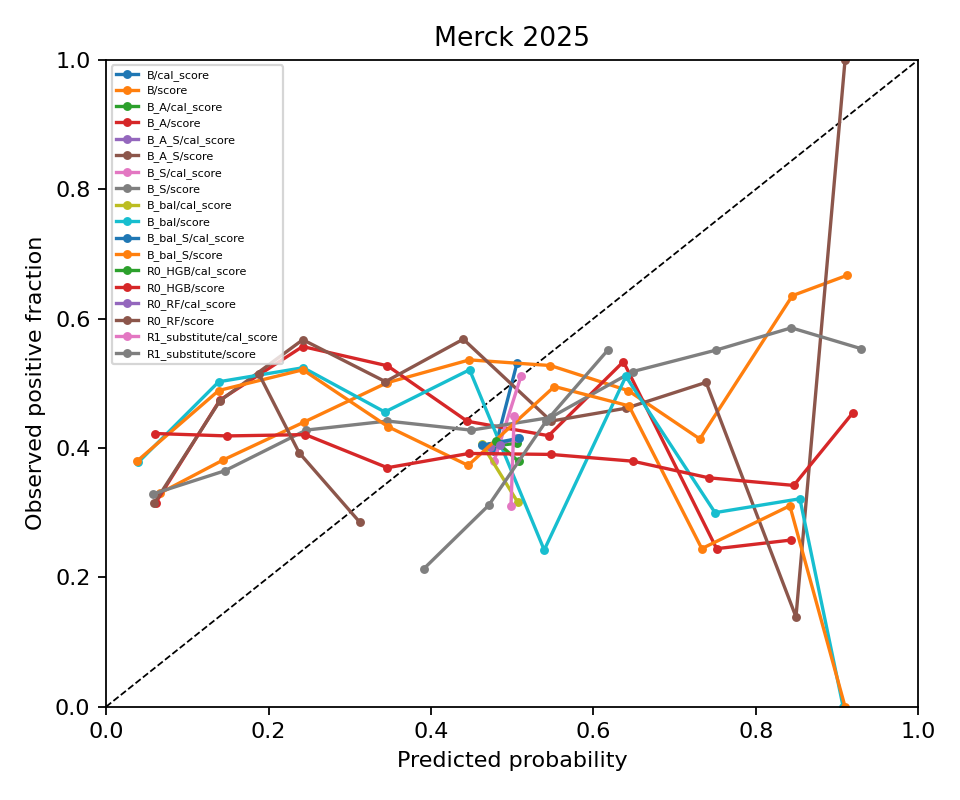 Merck 2025
1.0
0.8
0.6
0.4
0.2
0.0
Observed positive fraction
B/cal_score
B/score
B_A/cal_score
B_A/score
B_A_S/cal_score
B_A_S/score
B_S/cal_score
B_S/score
B_bal/cal_score
B_bal/score
B_bal_S/cal_score
B_bal_S/score
R0_HGB/cal_score
R0_HGB/score
R0_RF/cal_score
R0_RF/score
R1_substitute/cal_score
R1_substitute/score
0.0 0.2 0.4 0.6 0.8 1.0
Predicted probability